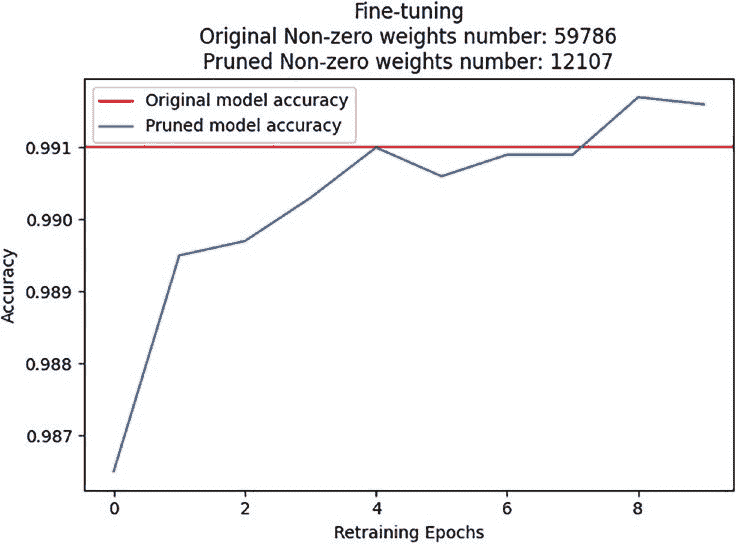 Fine-tuning
Original Non-zero weights number: 59786
Pruned Non-zero weights number: 12107
Original model accuracy
Pruned model accuracy
0.991
0.990
0.989
0.988
0.987
Accuracy
0 2 4 6 8
Retraining Epochs